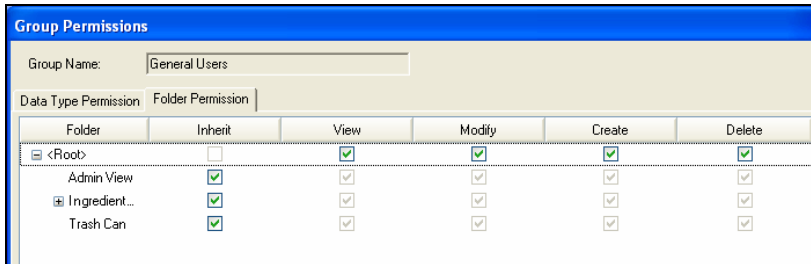 Group Permissions
Group Name: General Users
Data Type Permission Folder Permission
Folder Inherit View Modify Create Delete
<Root>
Admin View
Ingredient...
Trash Can